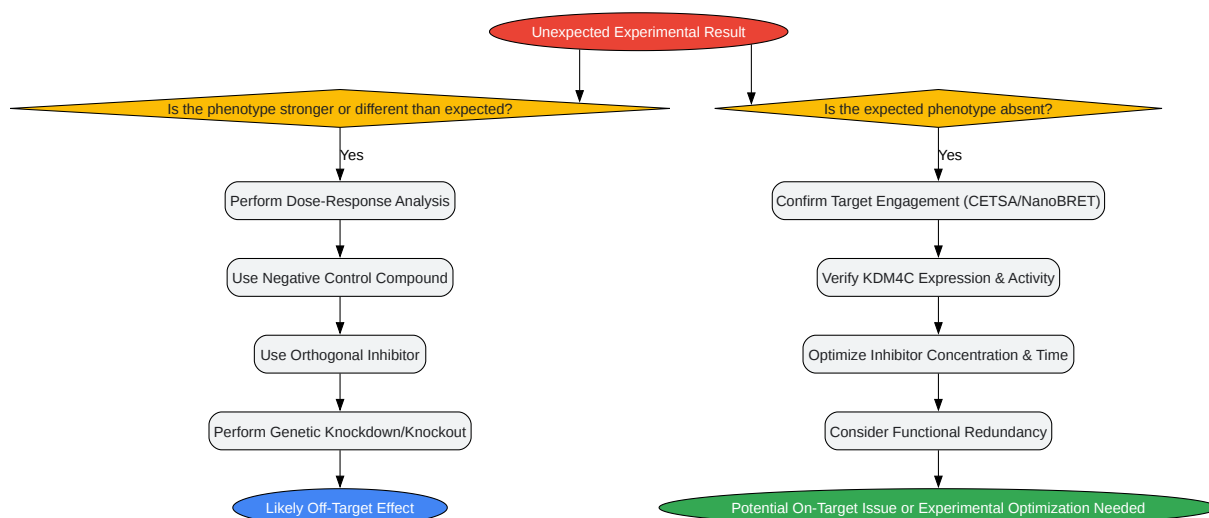 Unexpected Experimental Result
Is the phenotype stronger or different than expected?
Is the expected phenotype absent?
Yes
Yes
Perform Dose-Response Analysis
Confirm Target Engagement (CETSA/NanoBRET)
Use Negative Control Compound
Verify KDM4C Expression & Activity
Use Orthogonal Inhibitor
Optimize Inhibitor Concentration & Time
Perform Genetic Knockdown/Knockout
Consider Functional Redundancy
Likely Off-Target Effect
Potential On-Target Issue or Experimental Optimization Needed